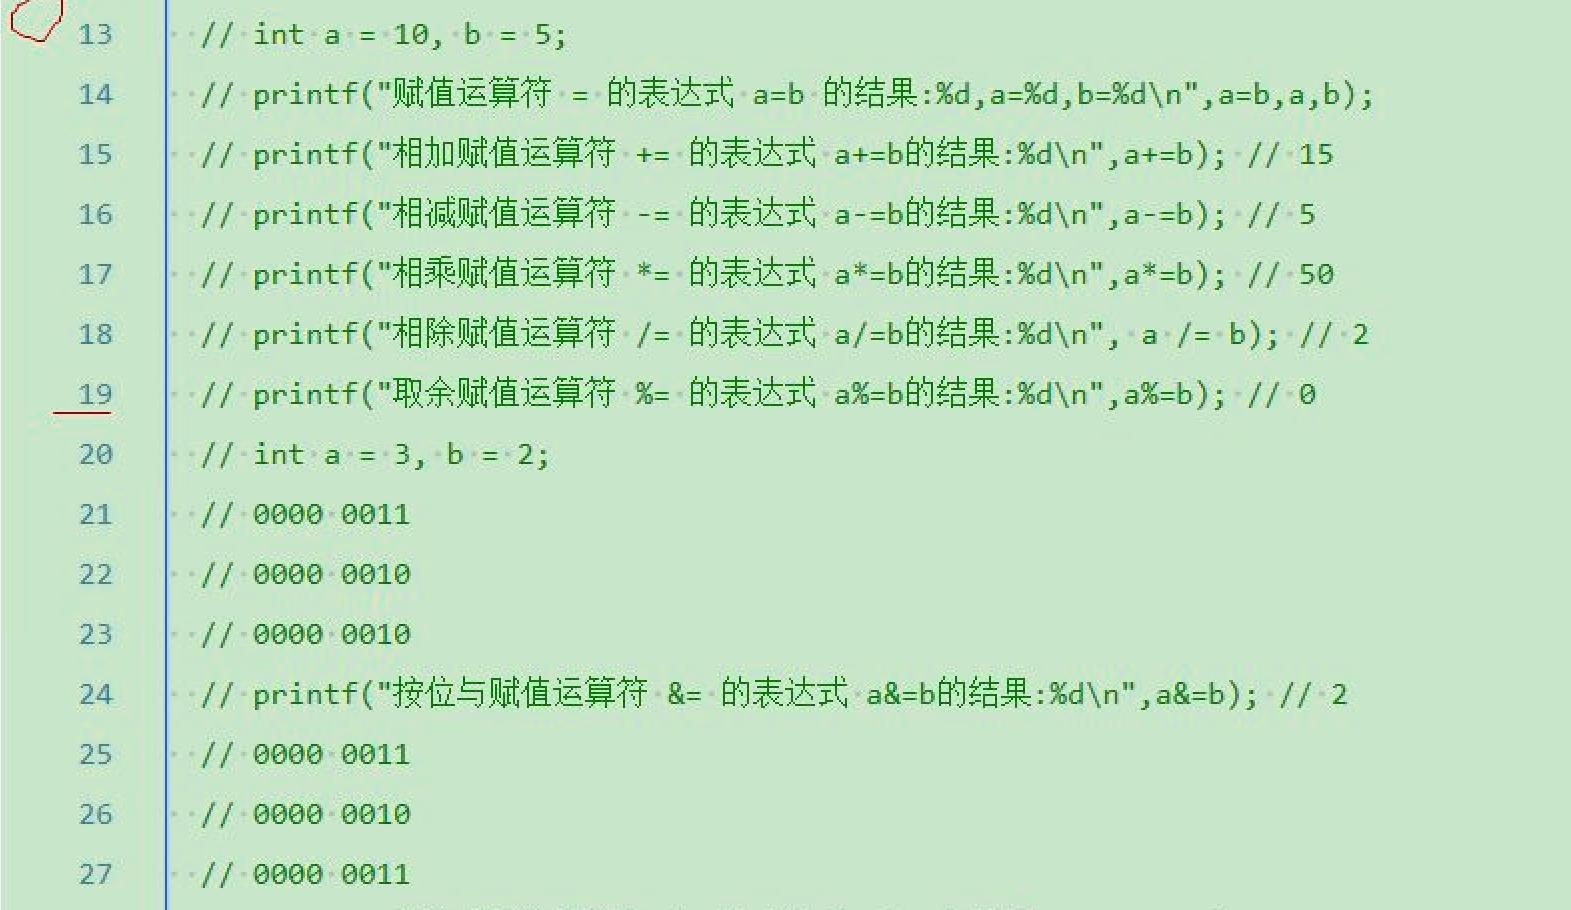 13 // int a = 10, b = 5;
14 // printf("赋值运算符 = 的表达式 a=b 的结果:%d,a=%d,b=%d\n",a=b,a,b);
15 // printf("相加赋值运算符 += 的表达式 a+=b的结果:%d\n",a+=b); // 15
16 // printf("相减赋值运算符 -= 的表达式 a-=b的结果:%d\n",a-=b); // 5
17 // printf("相乘赋值运算符 *= 的表达式 a*=b的结果:%d\n",a*=b); // 50
18 // printf("相除赋值运算符 /= 的表达式 a/=b的结果:%d\n", a /= b); // 2
19 // printf("取余赋值运算符 %= 的表达式 a%=b的结果:%d\n",a%=b); // 0
20 // int a = 3, b = 2;
21 // 0000 0011
22 // 0000 0010
23 // 0000 0010
24 // printf("按位与赋值运算符 &= 的表达式 a&=b的结果:%d\n",a&=b); // 2
25 // 0000 0011
26 // 0000 0010
27 // 0000 0011